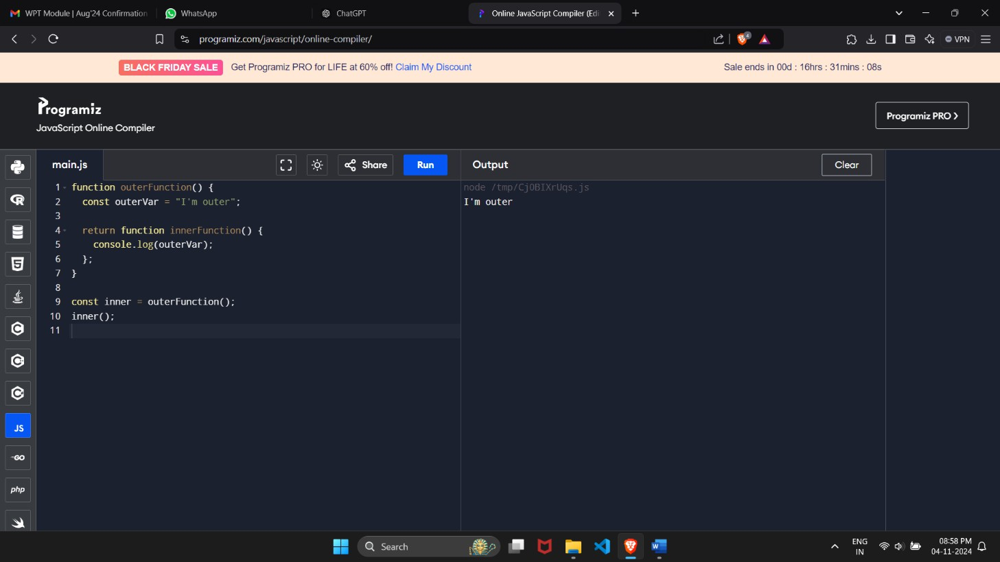 WPT Module | Aug'24 Confirmation
WhatsApp
ChatGPT
Online JavaScript Compiler (Edi
programiz.com/javascript/online-compiler/
4
VPN
BLACK FRIDAY SALE Get Programiz PRO for LIFE at 60% off! Claim My Discount
Sale ends in 00d : 16hrs : 31mins : 08s
Programiz
JavaScript Online Compiler
Programiz PRO
main.js
Share
Run
Output
Clear
1 function outerFunction() {
2 const outerVar = "I'm outer";
3
4 return function innerFunction() {
5 console.log(outerVar);
6 };
7 }
8
9 const inner = outerFunction();
10 inner();
11
node /tmp/CjOBIXrUqs.js
I'm outer
R
5
C
C
C
JS
GO
php
Search
W
ENG
IN
08:58 PM
04-11-2024